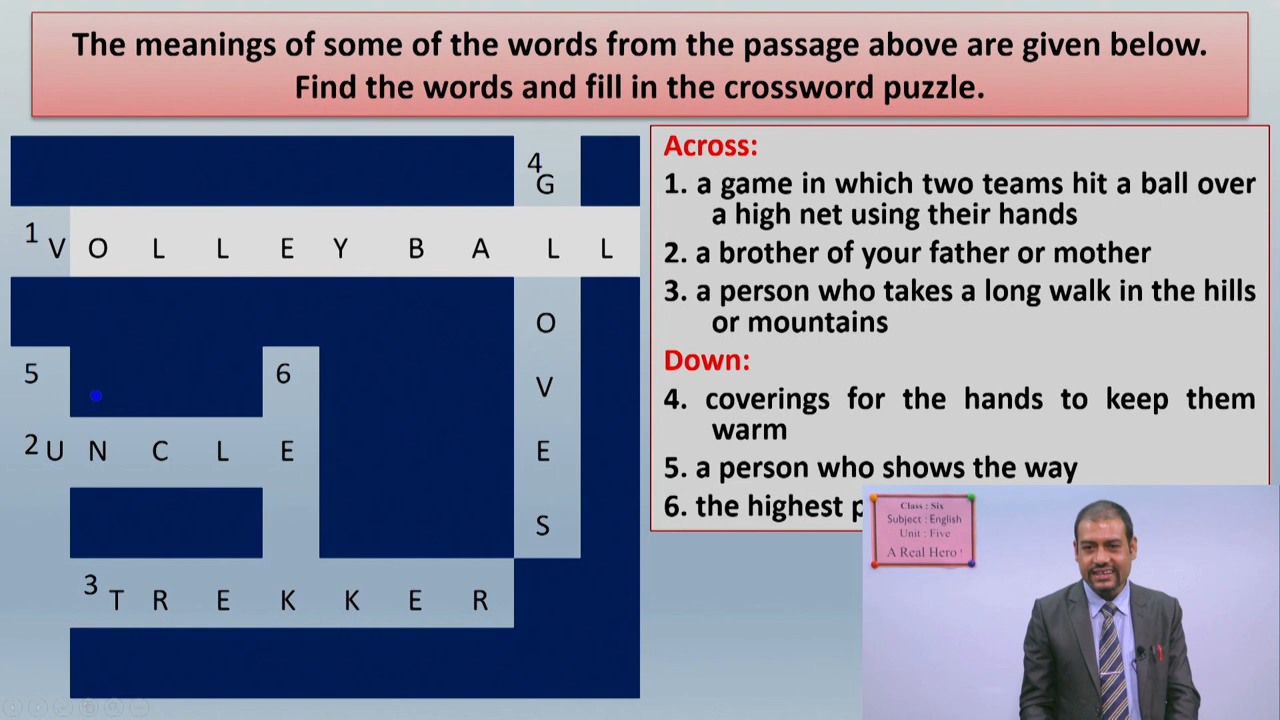 The meanings of some of the words from the passage above are given below.
Find the words and fill in the crossword puzzle.
4
G
1 V O L L E Y B A L L
O
5 6 V
2 U N C L E E
S
3 T R E K K E R
Across:
1. a game in which two teams hit a ball over
a high net using their hands
2. a brother of your father or mother
3. a person who takes a long walk in the hills
or mountains
Down:
4. coverings for the hands to keep them
warm
5. a person who shows the way
6. the highest
Class : Six
Subject : English
Unit : Five
A Real Hero !